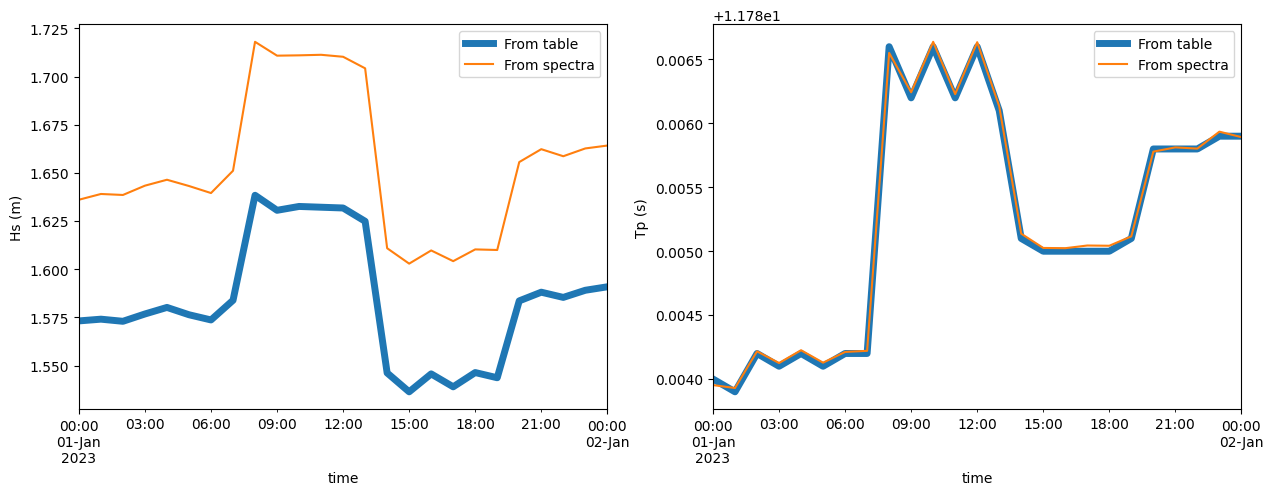 1.725
1.700
1.675
1.650
1.625
1.600
1.575
1.550
Hs (m)
From table
From spectra
00:00
01-Jan
2023
03:00
06:00
09:00
12:00
15:00
18:00
21:00
00:00
02-Jan
time
+1.178e1
0.0065
0.0060
0.0055
0.0050
0.0045
0.0040
Tp (s)
From table
From spectra
00:00
01-Jan
2023
03:00
06:00
09:00
12:00
15:00
18:00
21:00
00:00
02-Jan
time